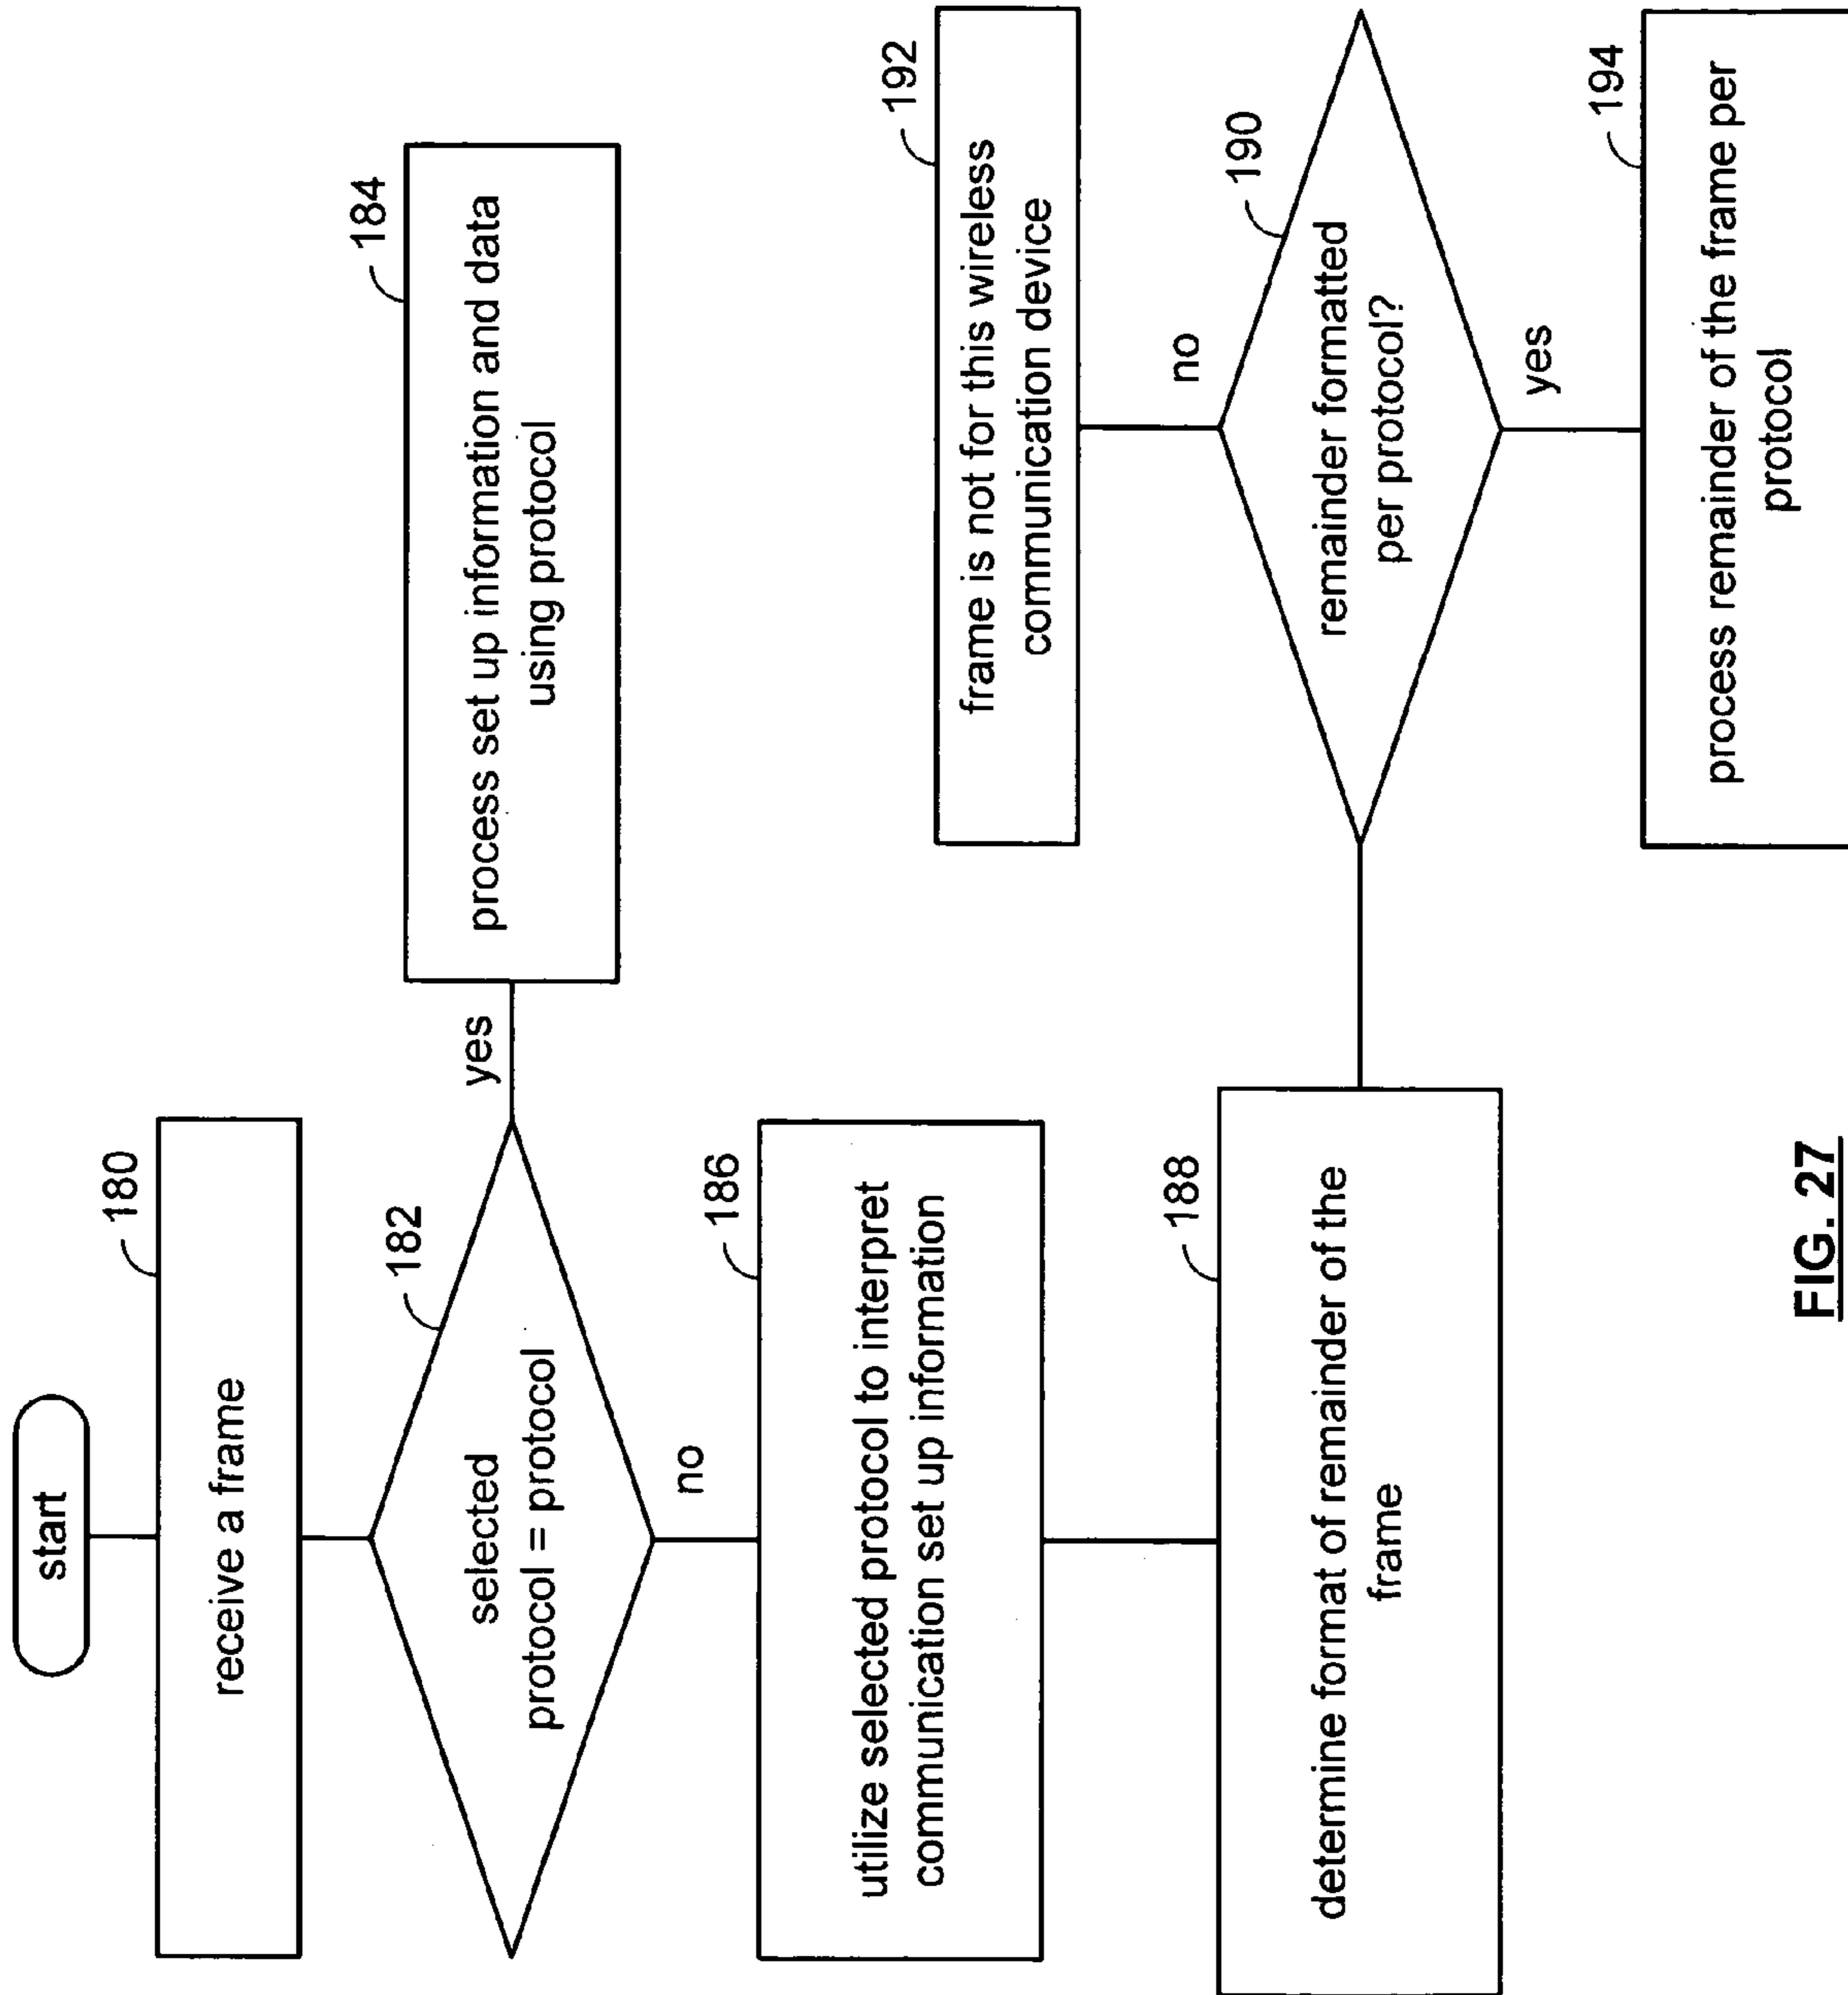 start
180
receive a frame
182
selected
protocol = protocol
yes
184
process set up information and data
using protocol
no
186
utilize selected protocol to interpret
communication set up information
188
determine format of remainder of the
frame
190
remainder formatted
per protocol?
no
192
frame is not for this wireless
communication device
yes
194
process remainder of the frame per
protocol
FIG. 27